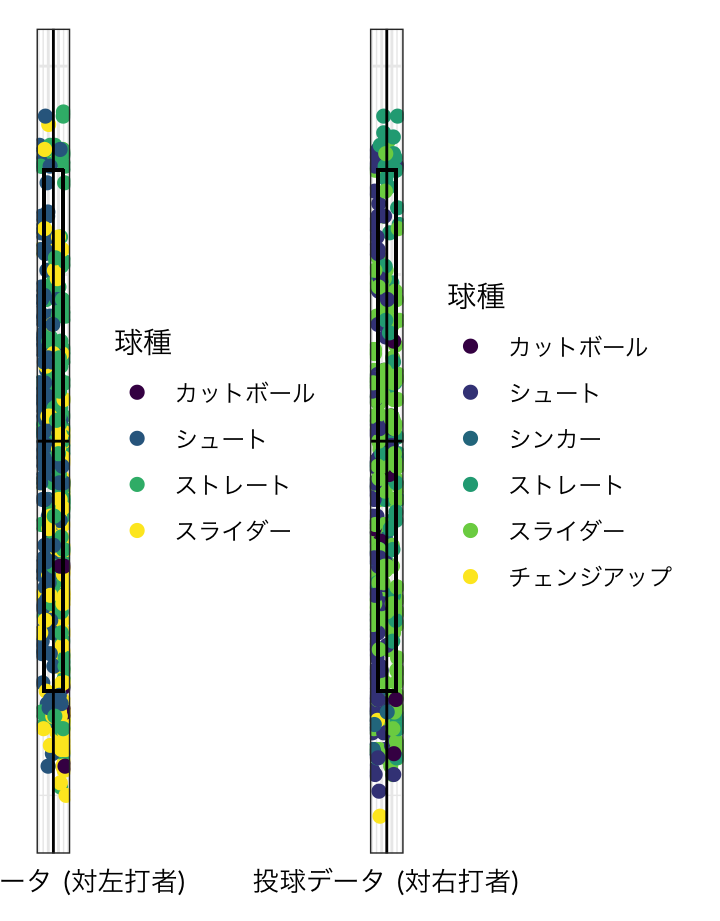 球種
カットボール
シュート
ストレート
スライダー
ータ (対左打者)
球種
カットボール
シュート
シンカー
ストレート
スライダー
チェンジアップ
投球データ (対右打者)